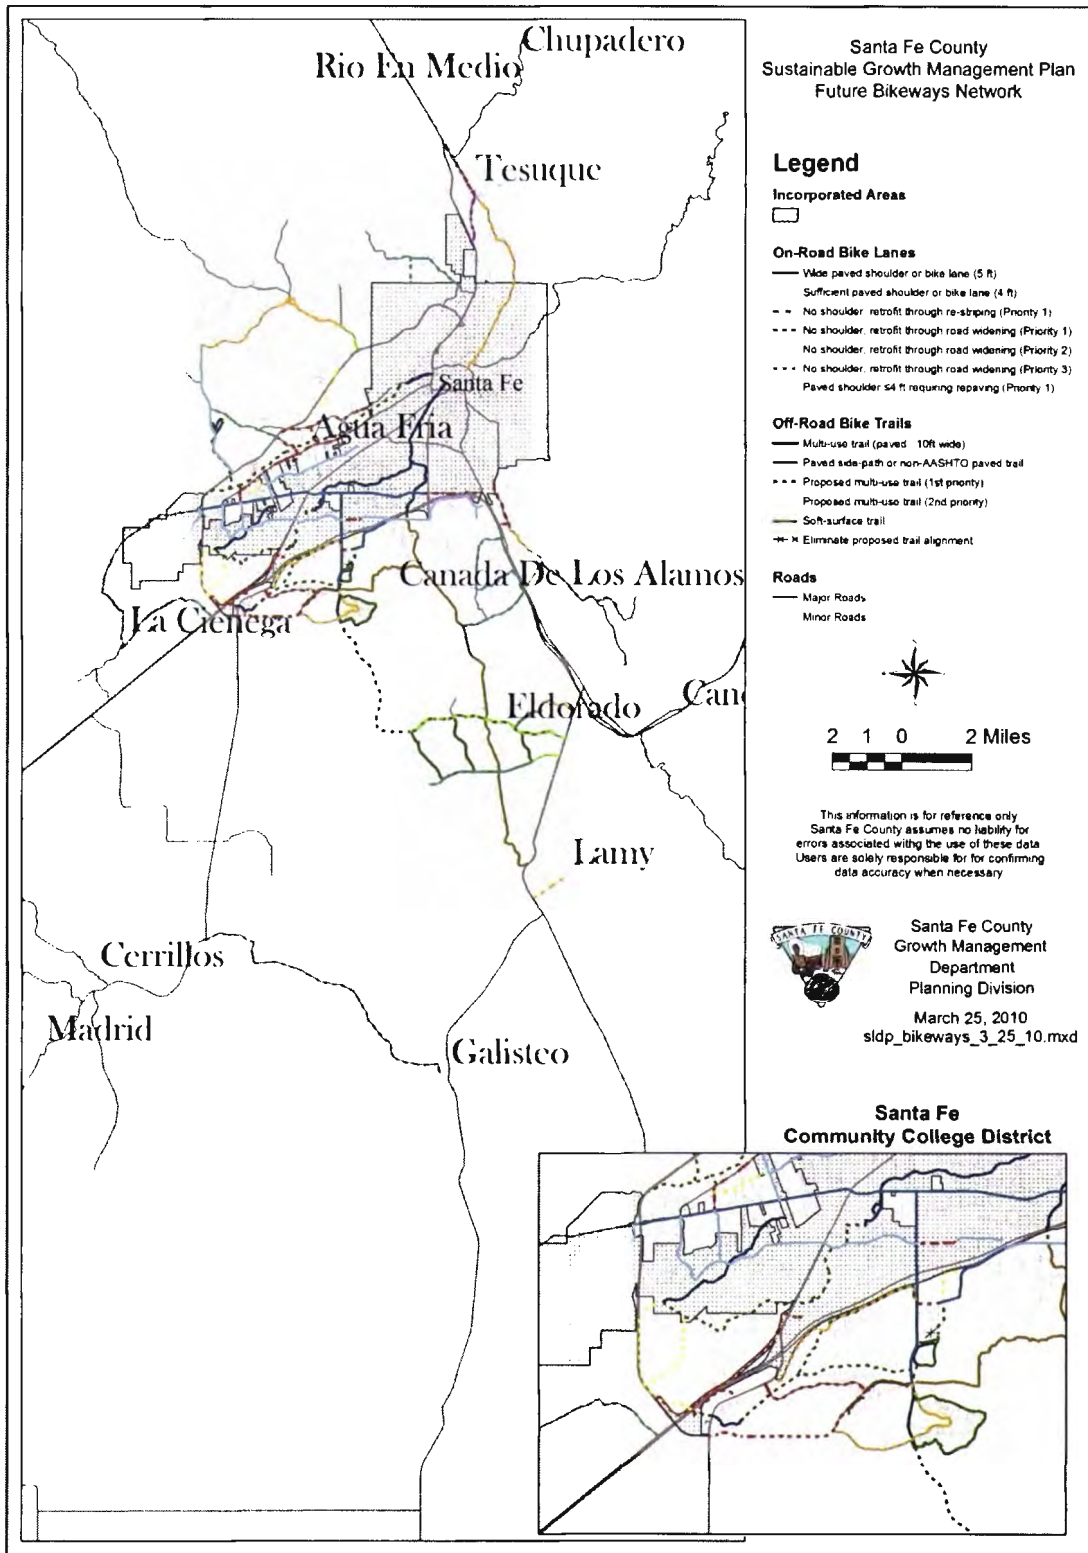 Chupadero
Rio En Medio
Tesuque
Santa Fe
Agua Fria
Canada De Los Alamos
La Cienega
Eldorado
Lamy
Cerrillos
Madrid
Galisteo
Santa Fe County
Sustainable Growth Management Plan
Future Bikeways Network
Legend
Incorporated Areas
On-Road Bike Lanes
Wide paved shoulder or bike lane (5 ft)
Sufficient paved shoulder or bike lane (4 ft)
No shoulder, retrofit through re-striping (Priority 1)
No shoulder, retrofit through road widening (Priority 1)
No shoulder, retrofit through road widening (Priority 2)
No shoulder, retrofit through road widening (Priority 3)
Paved shoulder ≤4 ft requiring repaving (Priority 1)
Off-Road Bike Trails
Multi-use trail (paved 10ft wide)
Paved side-path or non-AASHTO paved trail
Proposed multi-use trail (1st priority)
Proposed multi-use trail (2nd priority)
Soft-surface trail
Eliminate proposed trail alignment
Roads
Major Roads
Minor Roads
2 1 0 2 Miles
This information is for reference only
Santa Fe County assumes no liability for
errors associated withg the use of these data
Users are solely responsible for for confirming
data accuracy when necessary
SANTA FE COUNTY
Santa Fe County
Growth Management
Department
Planning Division
March 25, 2010
sldp_bikeways_3_25_10.mxd
Santa Fe
Community College District